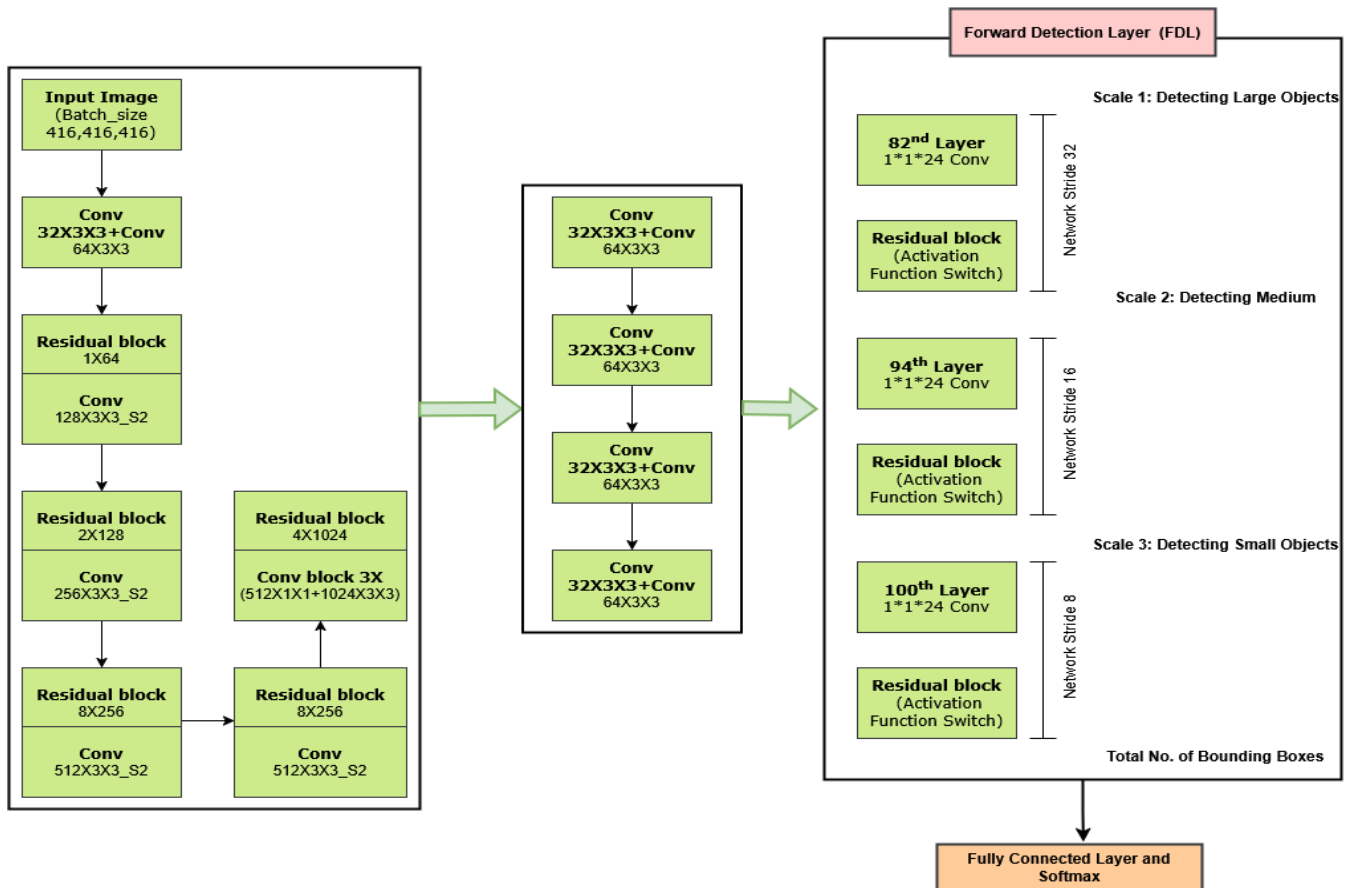 Input Image
(Batch_size
416,416,416)
Conv
32X3X3+Conv
64X3X3
Residual block
1X64
Conv
128X3X3_S2
Residual block
2X128
Conv
256X3X3_S2
Residual block
8X256
Conv
512X3X3_S2
Residual block
8X256
Conv
512X3X3_S2
Residual block
4X1024
Conv block 3X
(512X1X1+1024X3X3)
Conv
32X3X3+Conv
64X3X3
Conv
32X3X3+Conv
64X3X3
Conv
32X3X3+Conv
64X3X3
Conv
32X3X3+Conv
64X3X3
Forward Detection Layer (FDL)
Scale 1: Detecting Large Objects
82nd Layer
1*1*24 Conv
Residual block
(Activation
Function Switch)
Network Stride 32
Scale 2: Detecting Medium
94th Layer
1*1*24 Conv
Residual block
(Activation
Function Switch)
Network Stride 16
Scale 3: Detecting Small Objects
100th Layer
1*1*24 Conv
Residual block
(Activation
Function Switch)
Network Stride 8
Total No. of Bounding Boxes
Fully Connected Layer and
Softmax